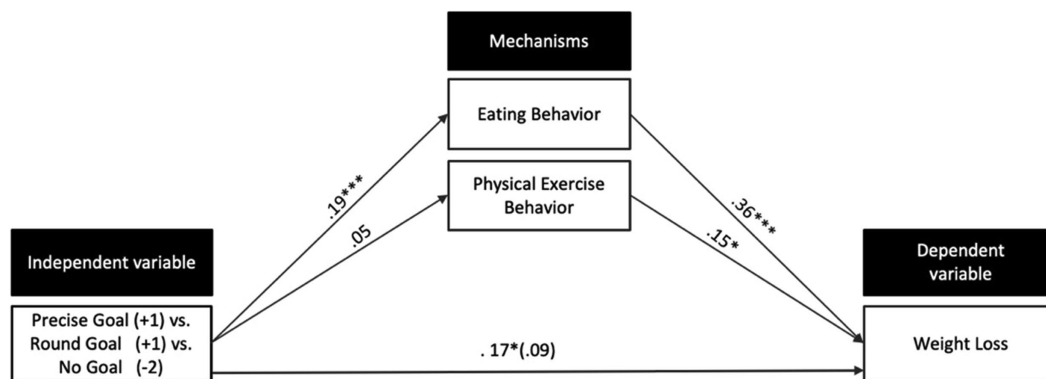 Mechanisms
Eating Behavior
Physical Exercise
Behavior
.19***
.05
.36***
.15*
Independent variable
Dependent
variable
Precise Goal (+1) vs.
Round Goal (+1) vs.
No Goal (-2)
. 17*(.09)
Weight Loss